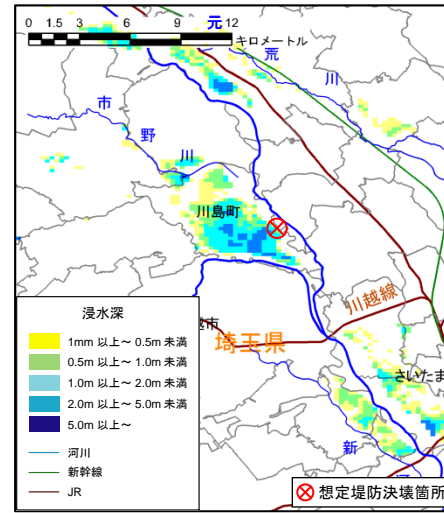 0 1.5 3 6 9 12
キロメートル
元
荒
川
市
野
川
川島町
川越線
越市
埼玉県
さいたま
新
浸水深
1mm 以上～ 0.5m 未満
0.5m 以上～ 1.0m 未満
1.0m 以上～ 2.0m 未満
2.0m 以上～ 5.0m 未満
5.0m 以上～
河川
新幹線
JR
想定堤防決壊箇所